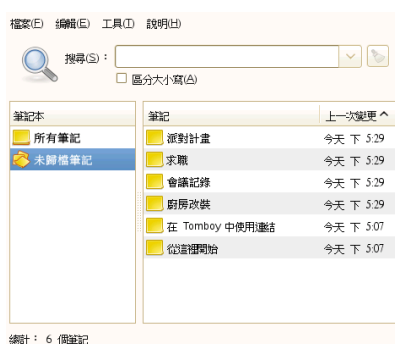 檔案(F) 編輯(E) 工具(T) 說明(H)
搜尋(S)：
區分大小寫(A)
筆記本
所有筆記
未歸檔筆記
筆記 上一次變更
派對計畫 今天 下 5:29
求職 今天 下 5:29
會議記錄 今天 下 5:29
廚房改裝 今天 下 5:29
在 Tomboy 中使用連結 今天 下 5:07
從這裡開始 今天 下 5:07
總計： 6 個筆記